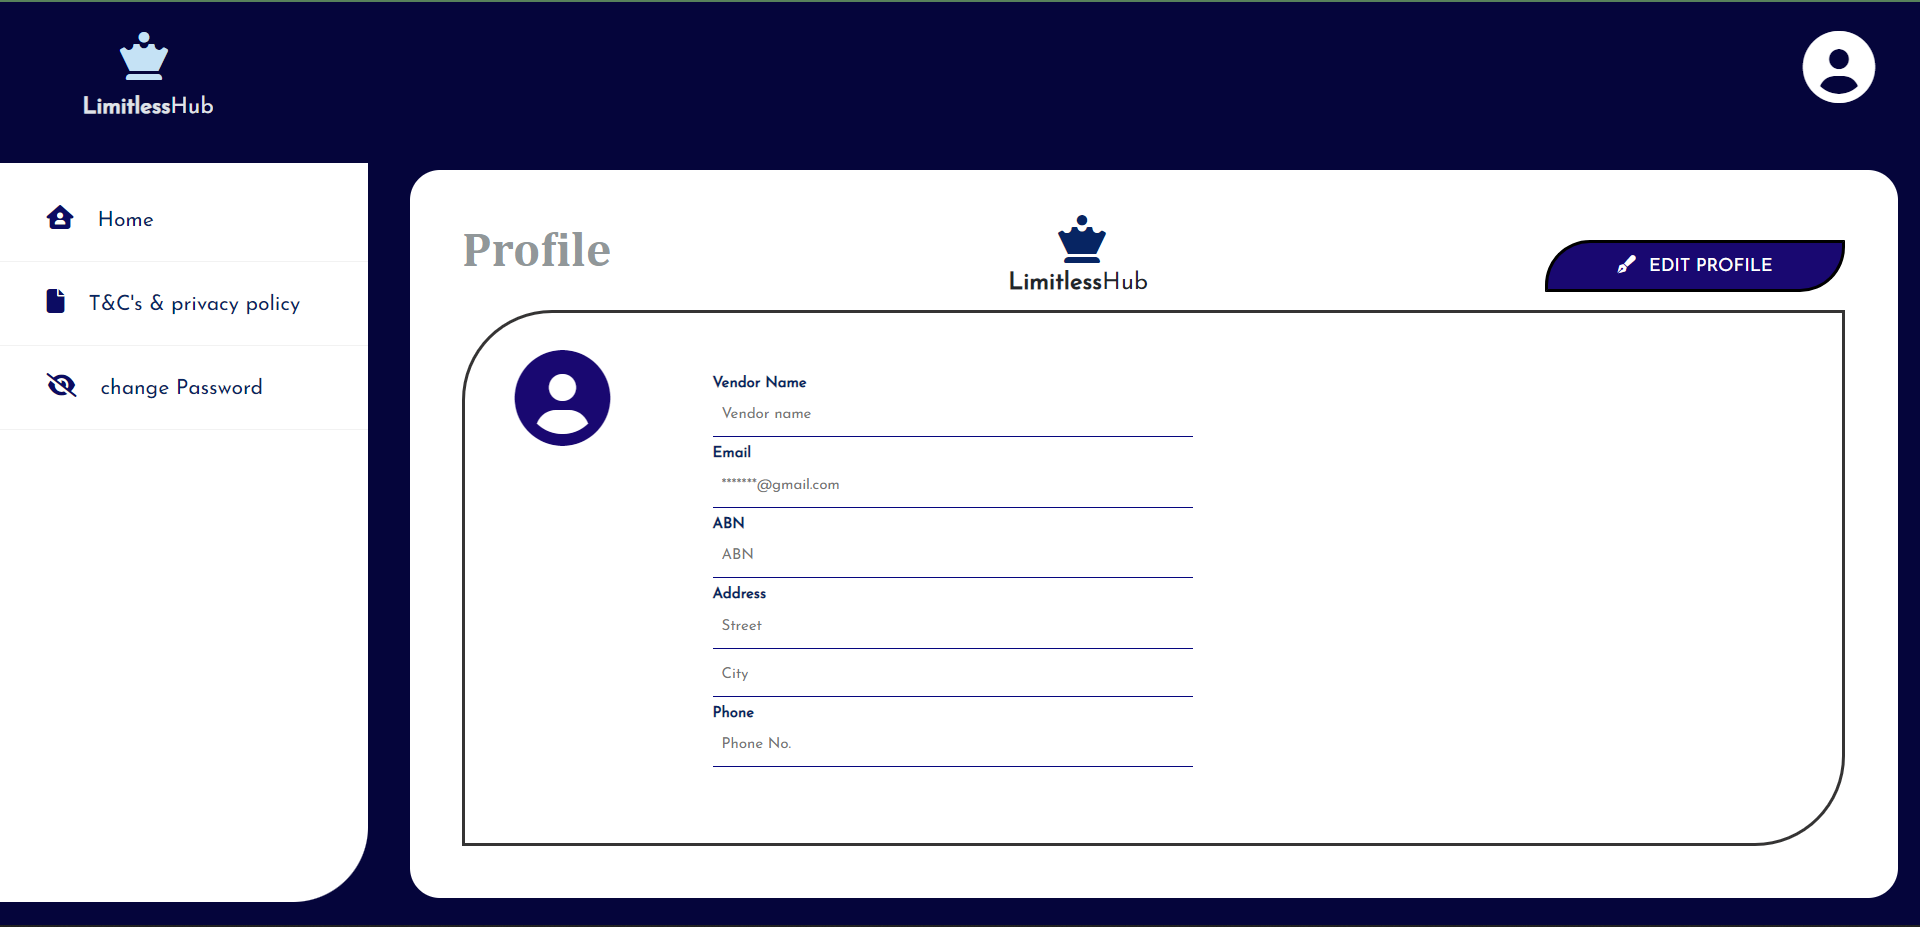 LimitlessHub
Home
T&C's & privacy policy
change Password
Profile
LimitlessHub
EDIT PROFILE
Vendor Name
Vendor name
Email
*******@gmail.com
ABN
ABN
Address
Street
City
Phone
Phone No.